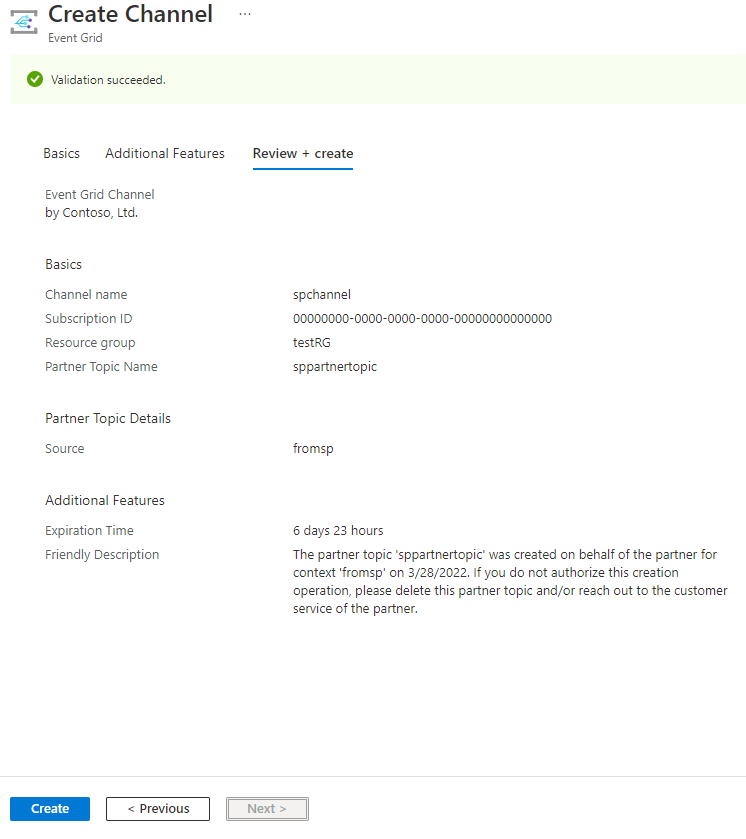 Create Channel ...
Event Grid
Validation succeeded.
Basics Additional Features Review + create
Event Grid Channel
by Contoso, Ltd.
Basics
Channel name spchannel
Subscription ID 00000000-0000-0000-0000-00000000000000
Resource group testRG
Partner Topic Name sppartnertopic
Partner Topic Details
Source fromsp
Additional Features
Expiration Time 6 days 23 hours
Friendly Description The partner topic 'sppartnertopic' was created on behalf of the partner for
context 'fromsp' on 3/28/2022. If you do not authorize this creation
operation, please delete this partner topic and/or reach out to the customer
service of the partner.
Create < Previous Next >